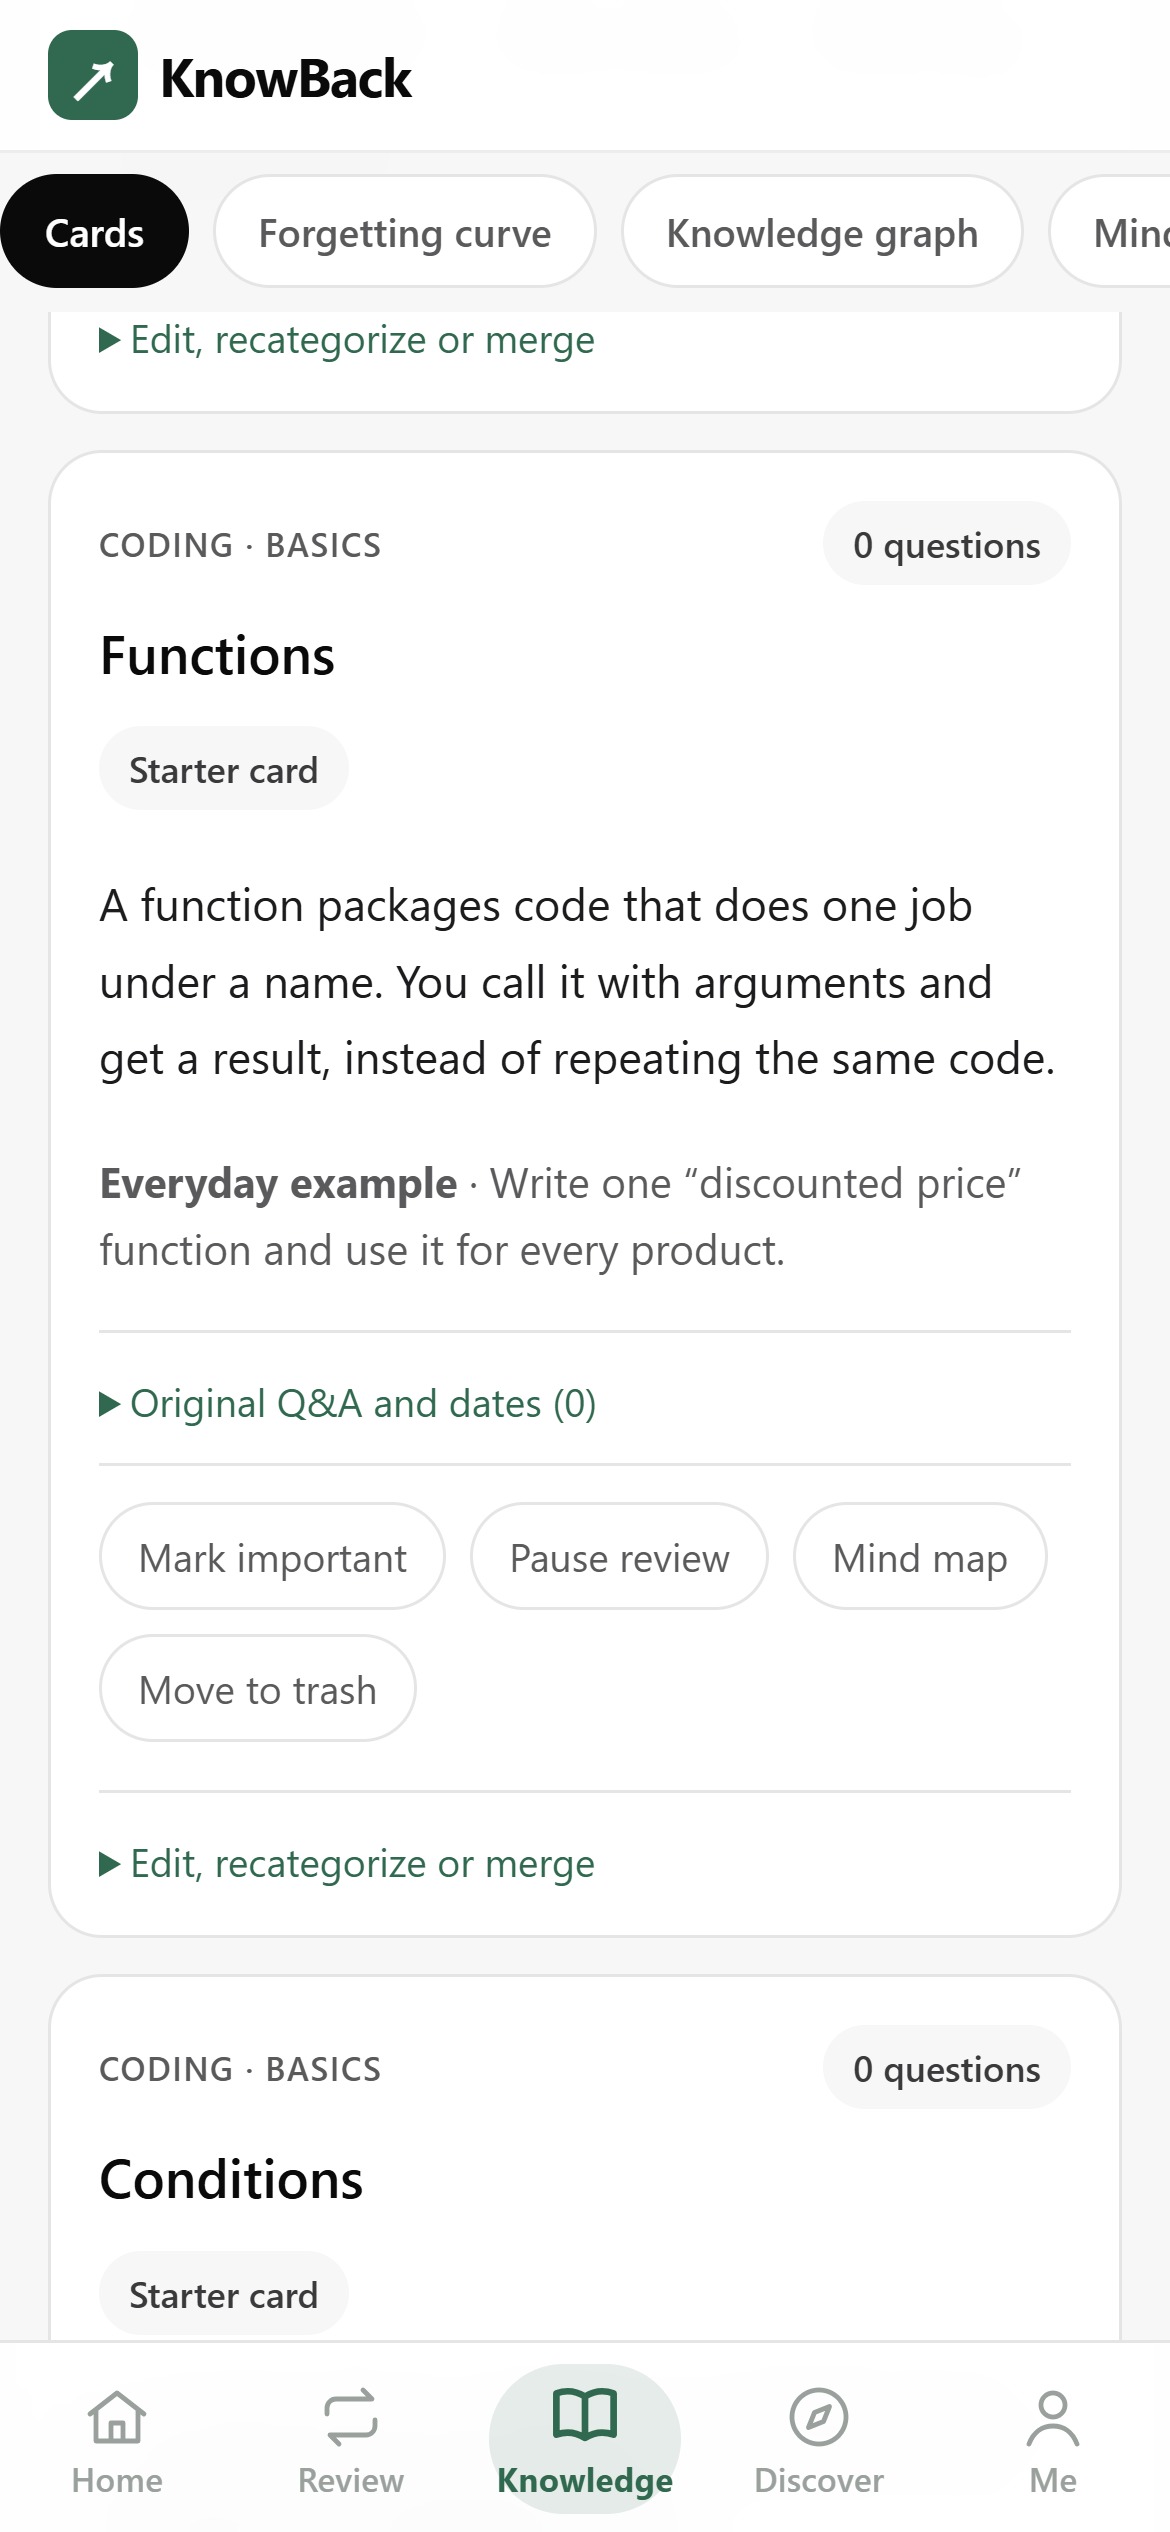 KnowBack
Cards
Forgetting curve
Knowledge graph
Edit, recategorize or merge
CODING · BASICS
0 questions
Functions
Starter card
A function packages code that does one job
under a name. You call it with arguments and
get a result, instead of repeating the same code.
Everyday example · Write one “discounted price”
function and use it for every product.
Original Q&A and dates (0)
Mark important
Pause review
Mind map
Move to trash
Edit, recategorize or merge
CODING · BASICS
0 questions
Conditions
Starter card
Home
Review
Knowledge
Discover
Me